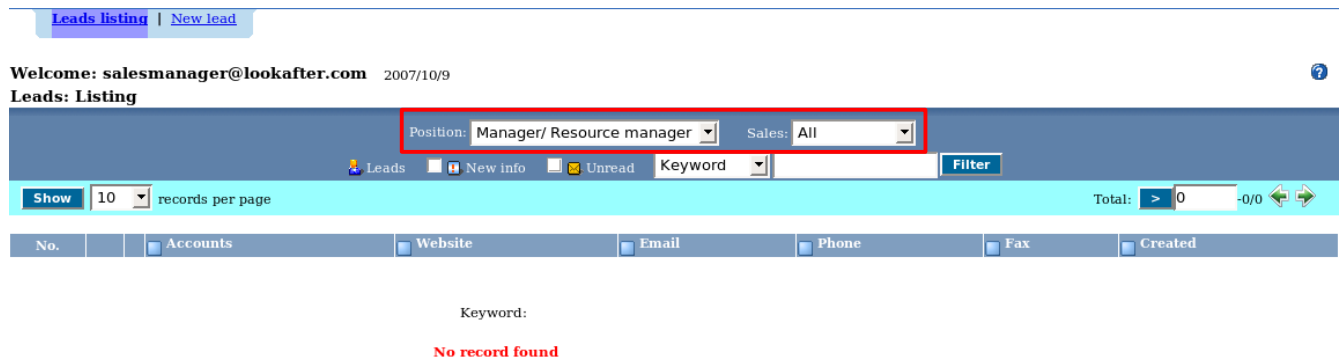 Leads listing | New lead
Welcome: salesmanager@lookafter.com 2007/10/9
Leads: Listing
Position: Manager/ Resource manager Sales: All
Leads New info Unread Keyword Filter
Show 10 records per page Total: > 0 -0/0
No. Accounts Website Email Phone Fax Created
Keyword:
No record found